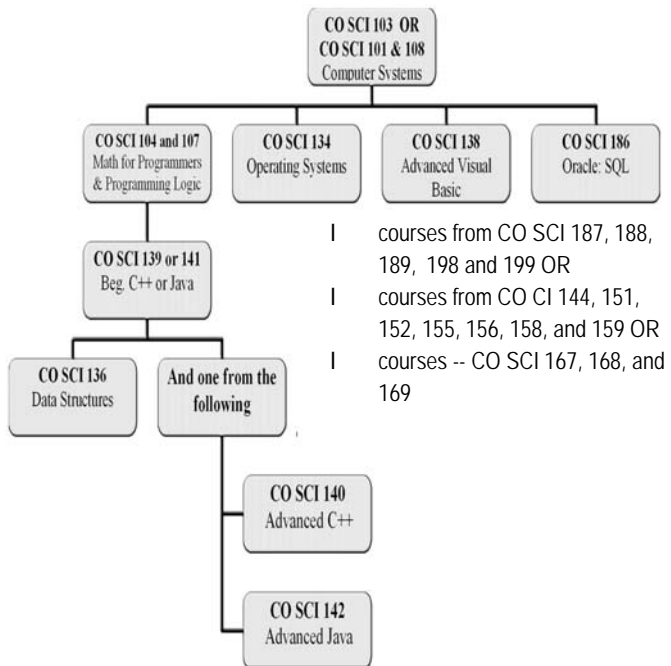 CO SCI 103 OR
CO SCI 101 & 108
Computer Systems
CO SCI 104 and 107
Math for Programmers
& Programming Logic
CO SCI 134
Operating Systems
CO SCI 138
Advanced Visual
Basic
CO SCI 186
Oracle: SQL
l courses from CO SCI 187, 188,
189, 198 and 199 OR
l courses from CO CI 144, 151,
152, 155, 156, 158, and 159 OR
l courses -- CO SCI 167, 168, and
169
CO SCI 139 or 141
Beg. C++ or Java
CO SCI 136
Data Structures
And one from the
following
CO SCI 140
Advanced C++
CO SCI 142
Advanced Java